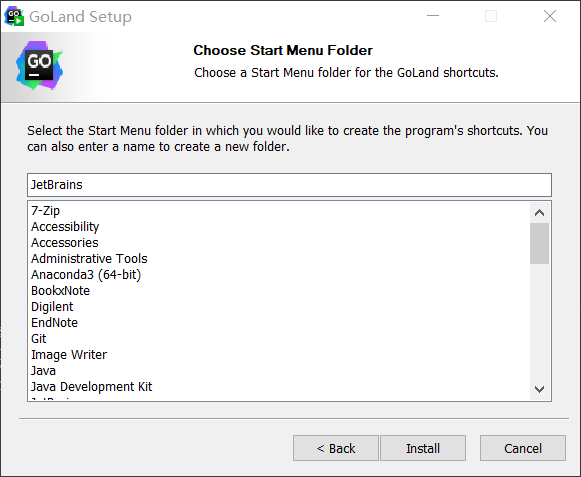 GoLand Setup
GO
Choose Start Menu Folder
Choose a Start Menu folder for the GoLand shortcuts.
Select the Start Menu folder in which you would like to create the program's shortcuts. You
can also enter a name to create a new folder.
JetBrains
7-Zip
Accessibility
Accessories
Administrative Tools
Anaconda3 (64-bit)
BookxNote
Digilent
EndNote
Git
Image Writer
Java
Java Development Kit
< Back
Install
Cancel